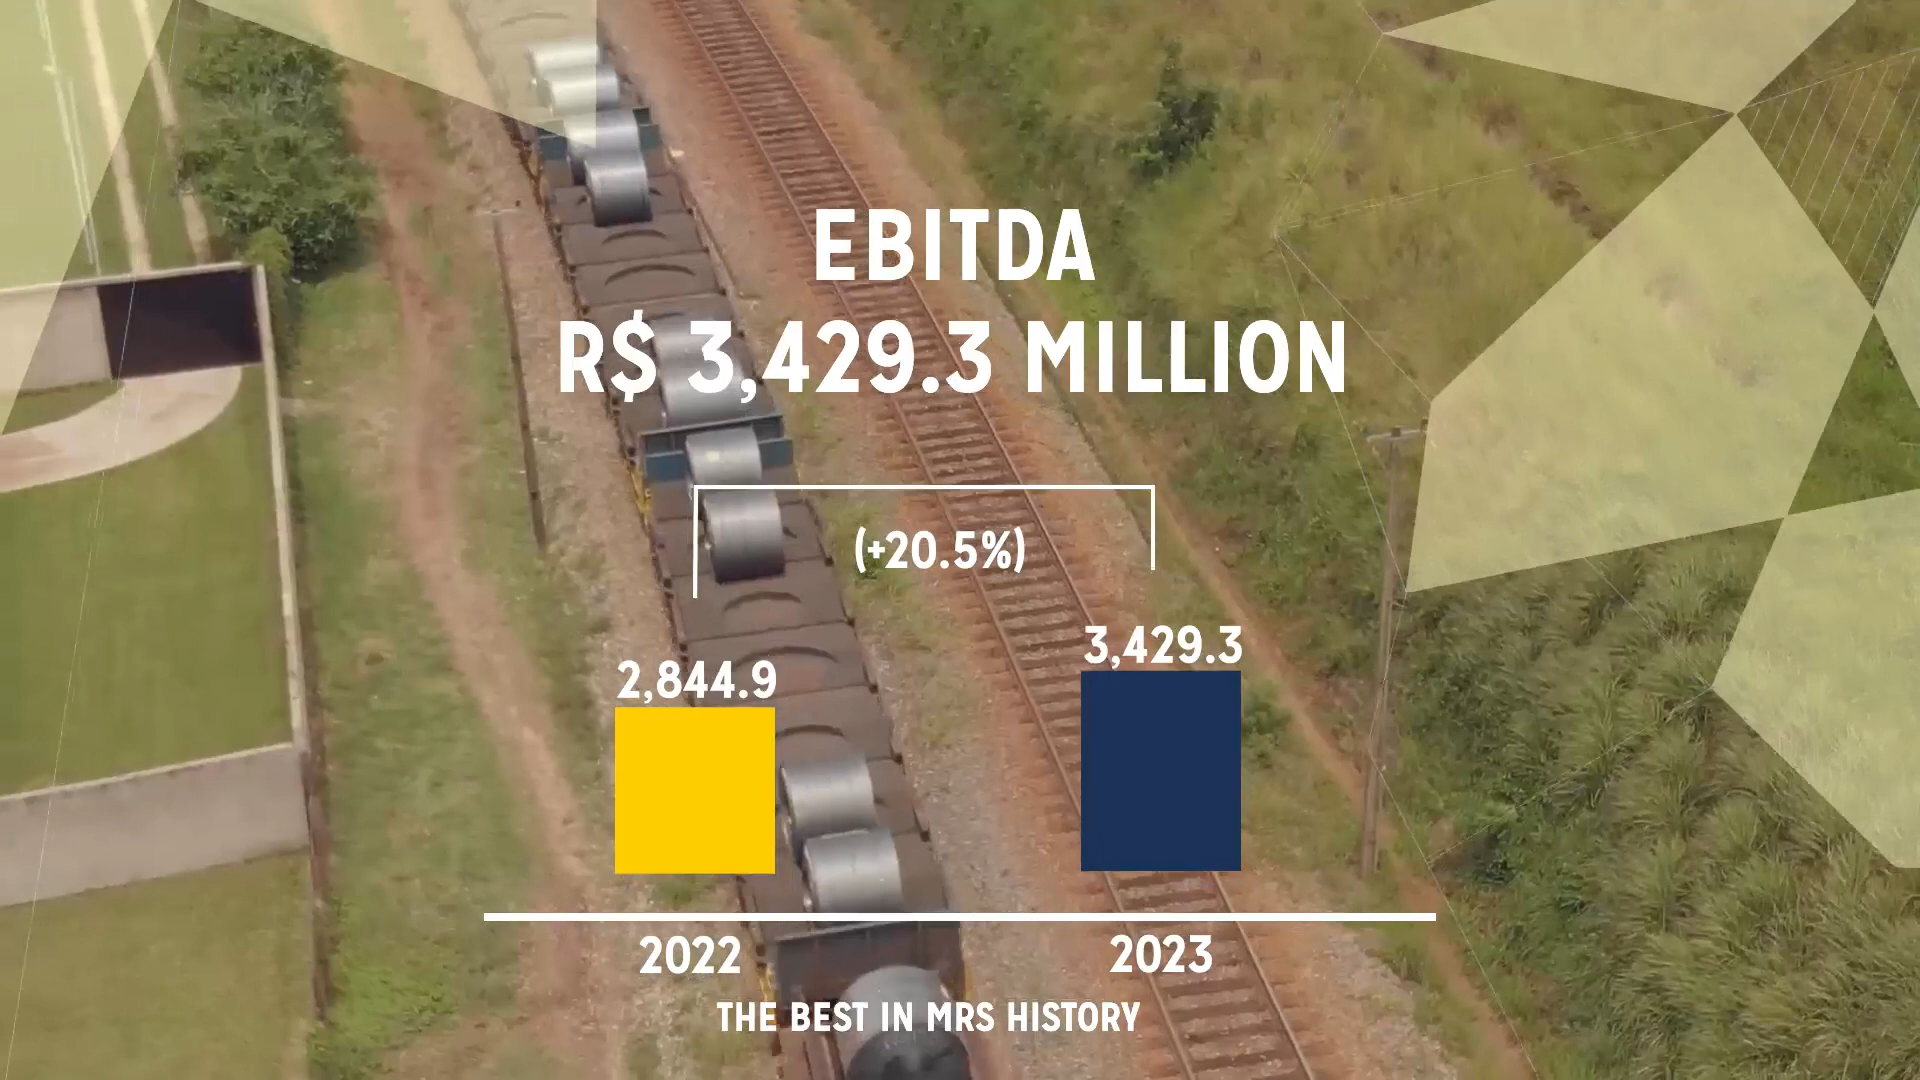 EBITDA
R$ 3,429.3 MILLION
(+20.5%)
2,844.9
3,429.3
2022
2023
THE BEST IN MRS HISTORY